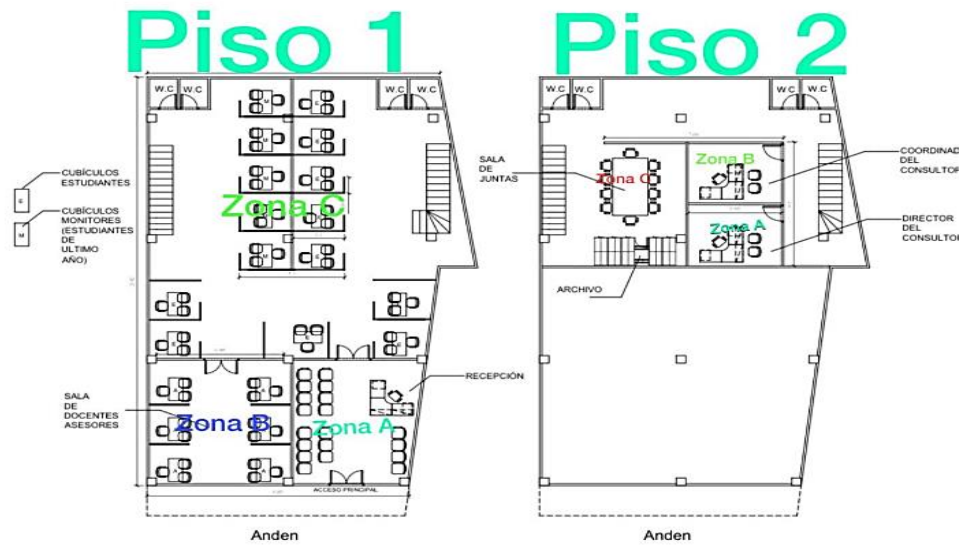 Piso 1
Piso 2
W.C
W.C
W.C
W.C
W.C
W.C
W.C
W.C
CUBÍCULOS
ESTUDIANTES
E
CUBÍCULOS
MONITORES
(ESTUDIANTES
DE
ULTIMO
AÑO)
M
M
E
M
E
M
E
Zona C
M
E
M
E
E
E
E
E
E
SALA
DE
DOCENTES
ASESORES
A
A
A
A
A
A
Zona B
Zona A
RECEPCIÓN
ACCESO PRINCIPAL
Anden
SALA
DE
JUNTAS
Zona C
Zona B
Zona A
COORDINAD
DEL
CONSULTOR
DIRECTOR
DEL
CONSULTOR
ARCHIVO
Anden